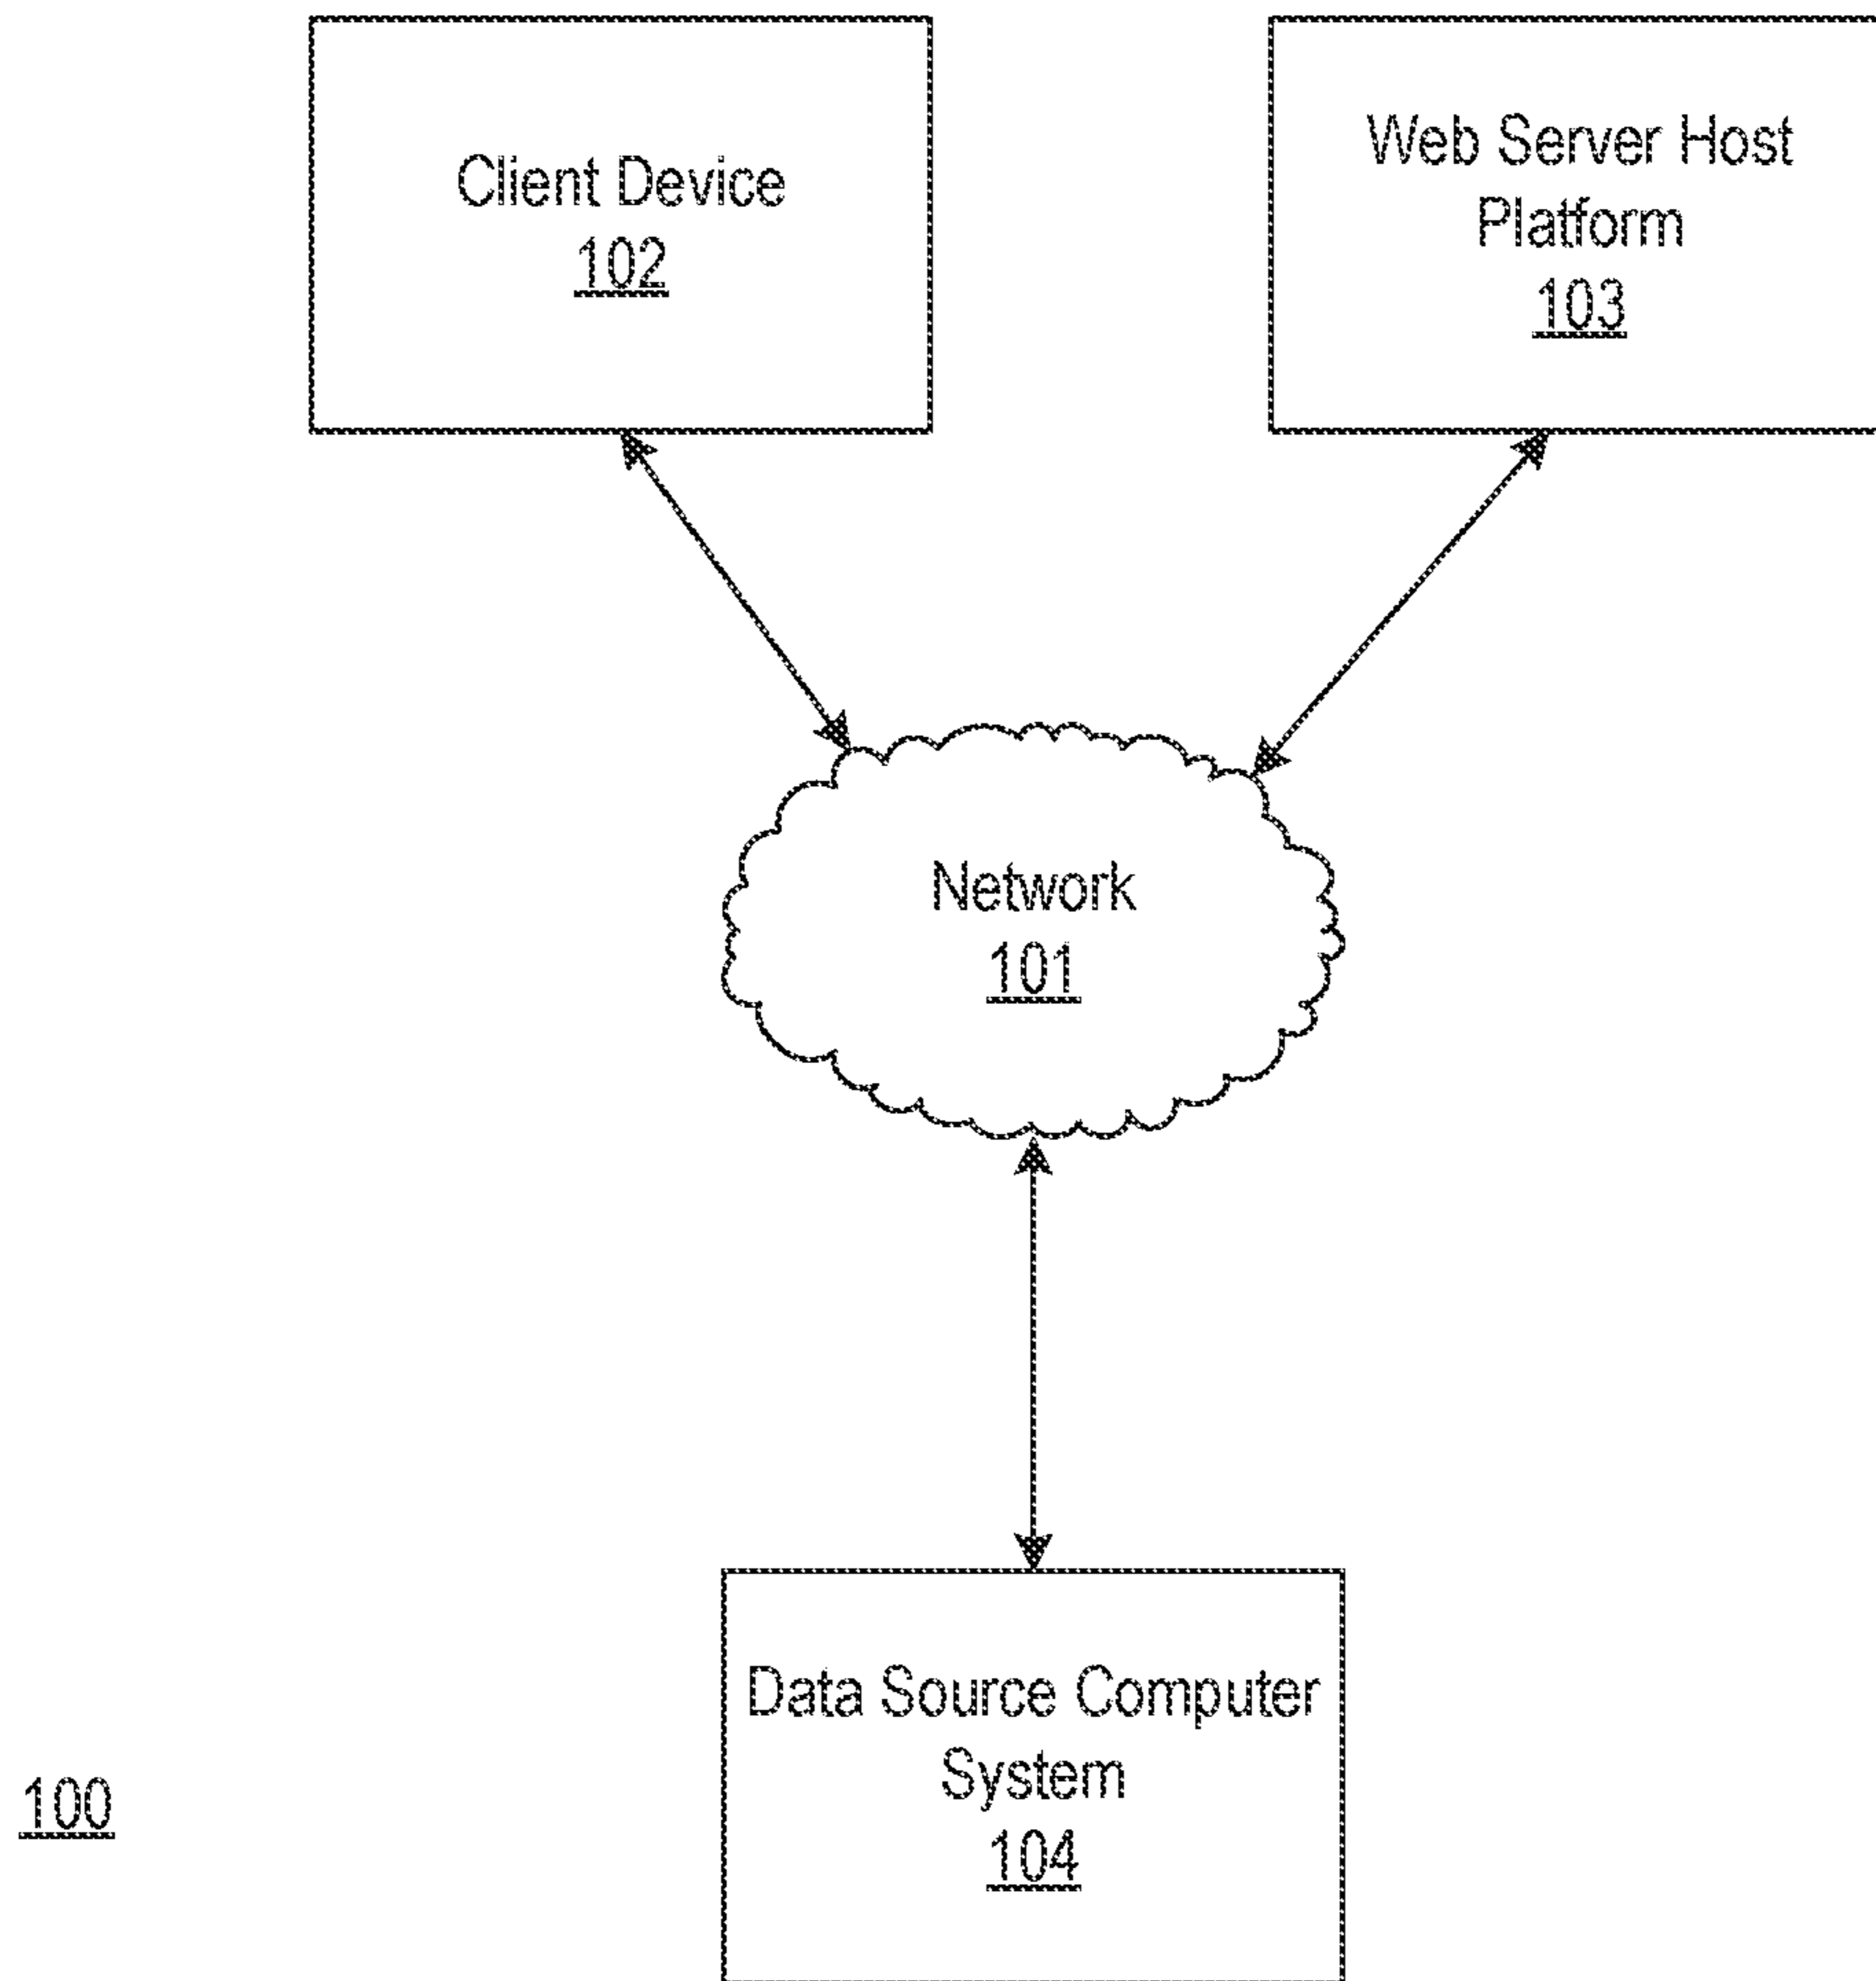 Client Device
102
Web Server Host
Platform
103
Network
101
Data Source Computer
System
104
100